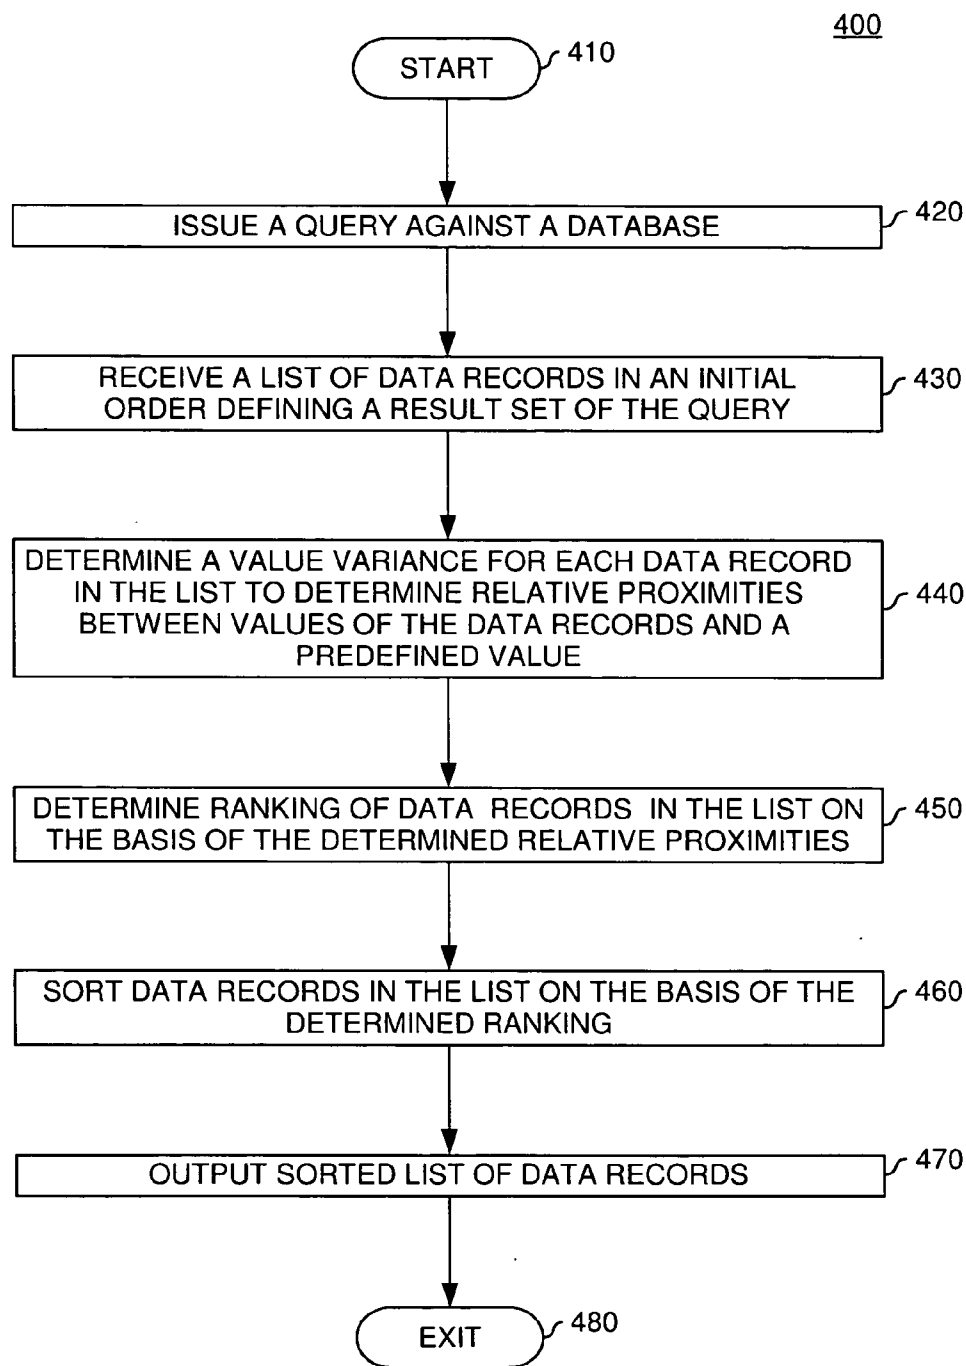 400
START
410
ISSUE A QUERY AGAINST A DATABASE
420
RECEIVE A LIST OF DATA RECORDS IN AN INITIAL
ORDER DEFINING A RESULT SET OF THE QUERY
430
DETERMINE A VALUE VARIANCE FOR EACH DATA RECORD
IN THE LIST TO DETERMINE RELATIVE PROXIMITIES
BETWEEN VALUES OF THE DATA RECORDS AND A
PREDEFINED VALUE
440
DETERMINE RANKING OF DATA RECORDS IN THE LIST ON
THE BASIS OF THE DETERMINED RELATIVE PROXIMITIES
450
SORT DATA RECORDS IN THE LIST ON THE BASIS OF THE
DETERMINED RANKING
460
OUTPUT SORTED LIST OF DATA RECORDS
470
EXIT
480